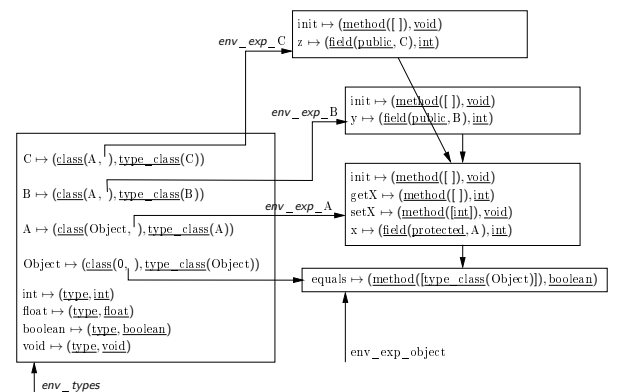 init ↦ (method([ ]), void)
z ↦ (field(public, C), int)
env_exp_C
init ↦ (method([ ]), void)
y ↦ (field(public, B), int)
env_exp_B
C ↦ (class(A, ), type_class(C))
B ↦ (class(A, ), type_class(B))
A ↦ (class(Object, ), type_class(A))
Object ↦ (class(0, ), type_class(Object))
int ↦ (type, int)
float ↦ (type, float)
boolean ↦ (type, boolean)
void ↦ (type, void)
env_types
init ↦ (method([ ]), void)
getX ↦ (method([ ]), int)
setX ↦ (method([int]), void)
x ↦ (field(protected, A), int)
env_exp_A
equals ↦ (method([type_class(Object)]), boolean)
env_exp_object